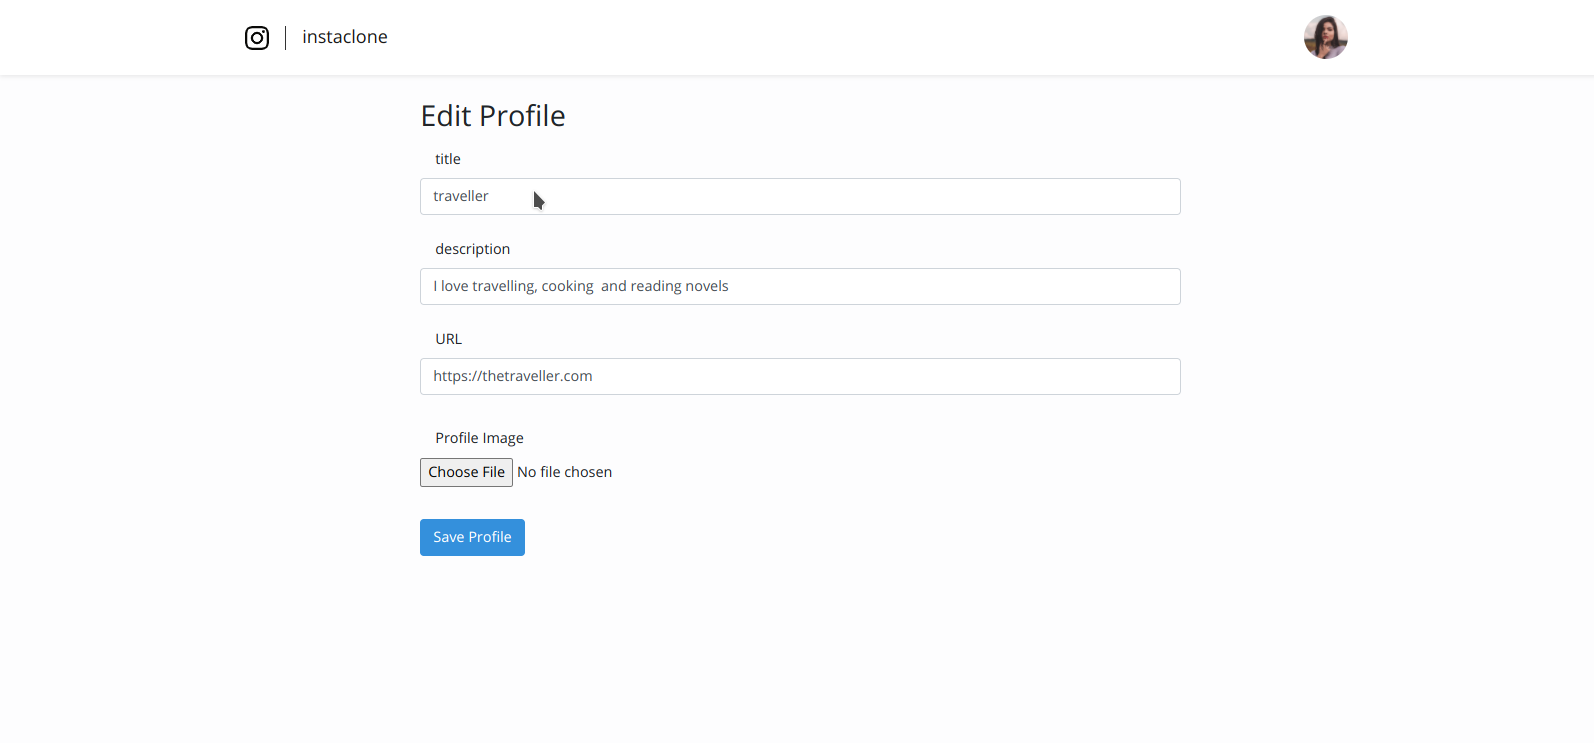 instaclone
Edit Profile
title
traveller
description
I love travelling, cooking  and reading novels
URL
https://thetraveller.com
Profile Image
Choose File No file chosen
Save Profile